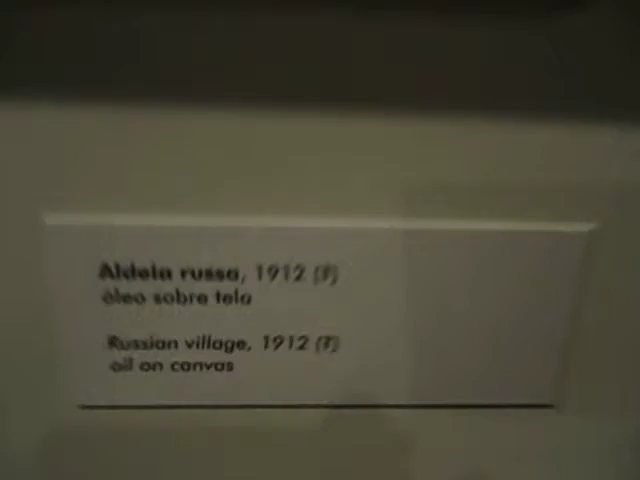 Aldeia russa, 1912 (?)
óleo sobre tela
Russian village, 1912 (?)
oil on canvas